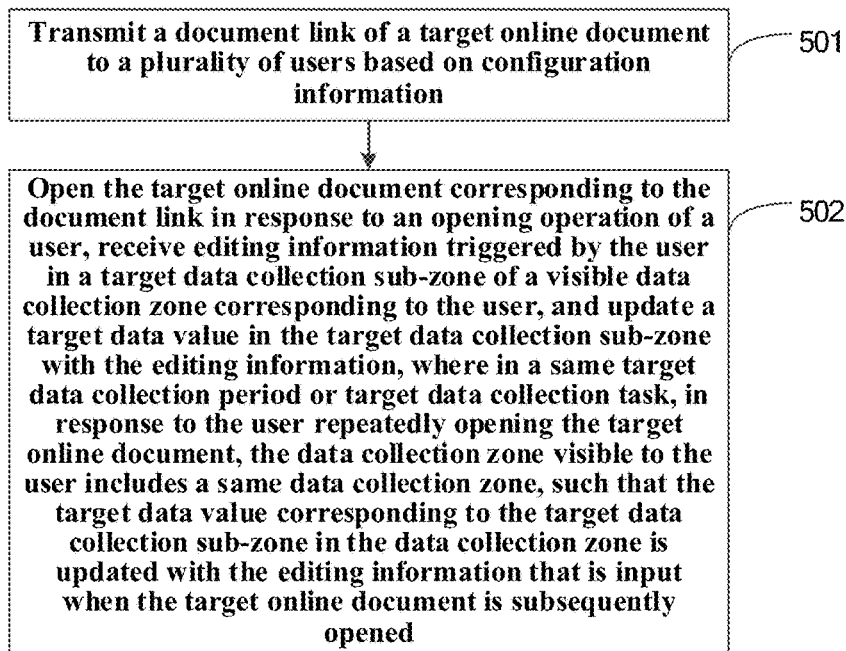 Transmit a document link of a target online document
to a plurality of users based on configuration
information
501
Open the target online document corresponding to the
document link in response to an opening operation of a
user, receive editing information triggered by the user
in a target data collection sub-zone of a visible data
collection zone corresponding to the user, and update a
target data value in the target data collection sub-zone
with the editing information, where in a same target
data collection period or target data collection task, in
response to the user repeatedly opening the target
online document, the data collection zone visible to the
user includes a same data collection zone, such that the
target data value corresponding to the target data
collection sub-zone in the data collection zone is
updated with the editing information that is input
when the target online document is subsequently
opened
502